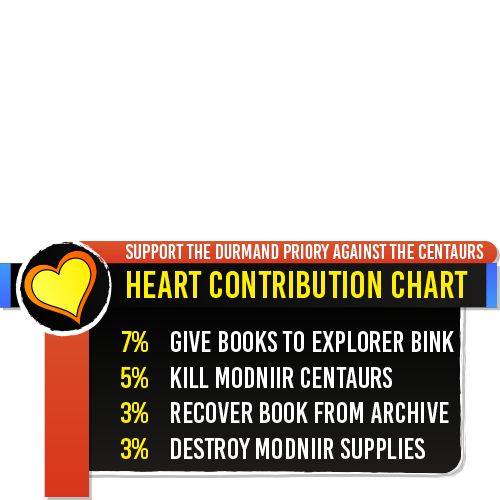 SUPPORT THE DURMAND PRIORY AGAINST THE CENTAURS
HEART CONTRIBUTION CHART
7% GIVE BOOKS TO EXPLORER BINK
5% KILL MODNIIR CENTAURS
3% RECOVER BOOK FROM ARCHIVE
3% DESTROY MODNIIR SUPPLIES